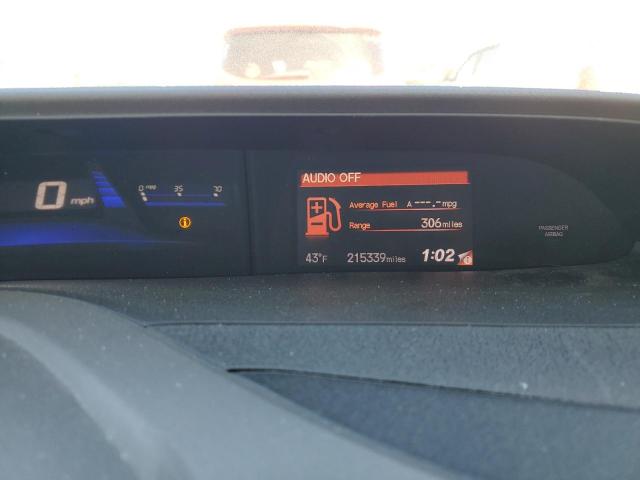 AUDIO OFF
0 mph
0 mpg 35 70
Average Fuel A ---.- mpg
Range 306 miles
43°F 215339 miles 1:02
PASSENGER
AIRBAG